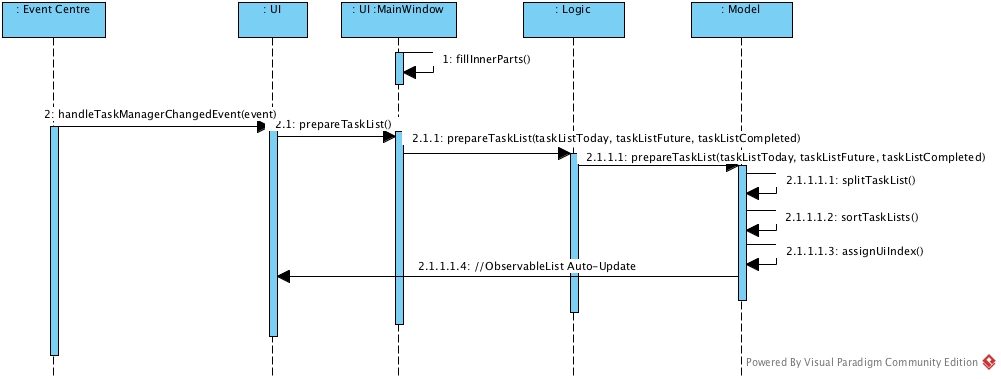 : Event Centre
: UI
: UI :MainWindow
: Logic
: Model
1: fillInnerParts()
2: handleTaskManagerChangedEvent(event)
2.1: prepareTaskList()
2.1.1: prepareTaskList(taskListToday, taskListFuture, taskListCompleted)
2.1.1.1: prepareTaskList(taskListToday, taskListFuture, taskListCompleted)
2.1.1.1.1: splitTaskList()
2.1.1.1.2: sortTaskLists()
2.1.1.1.3: assignUiIndex()
2.1.1.1.4: //ObservableList Auto-Update
Powered By Visual Paradigm Community Edition